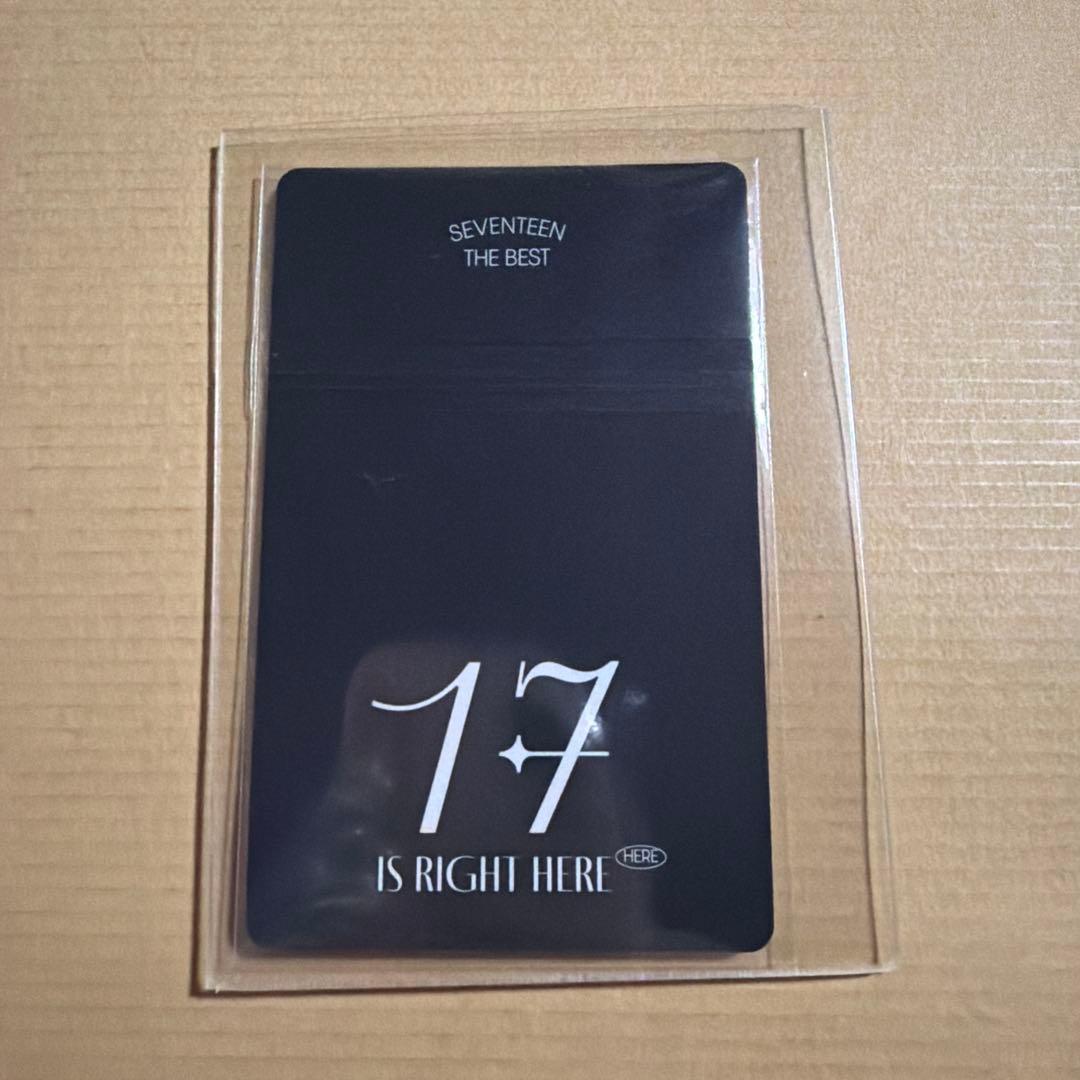 SEVENTEEN
THE BEST
17
IS RIGHT HERE HERE